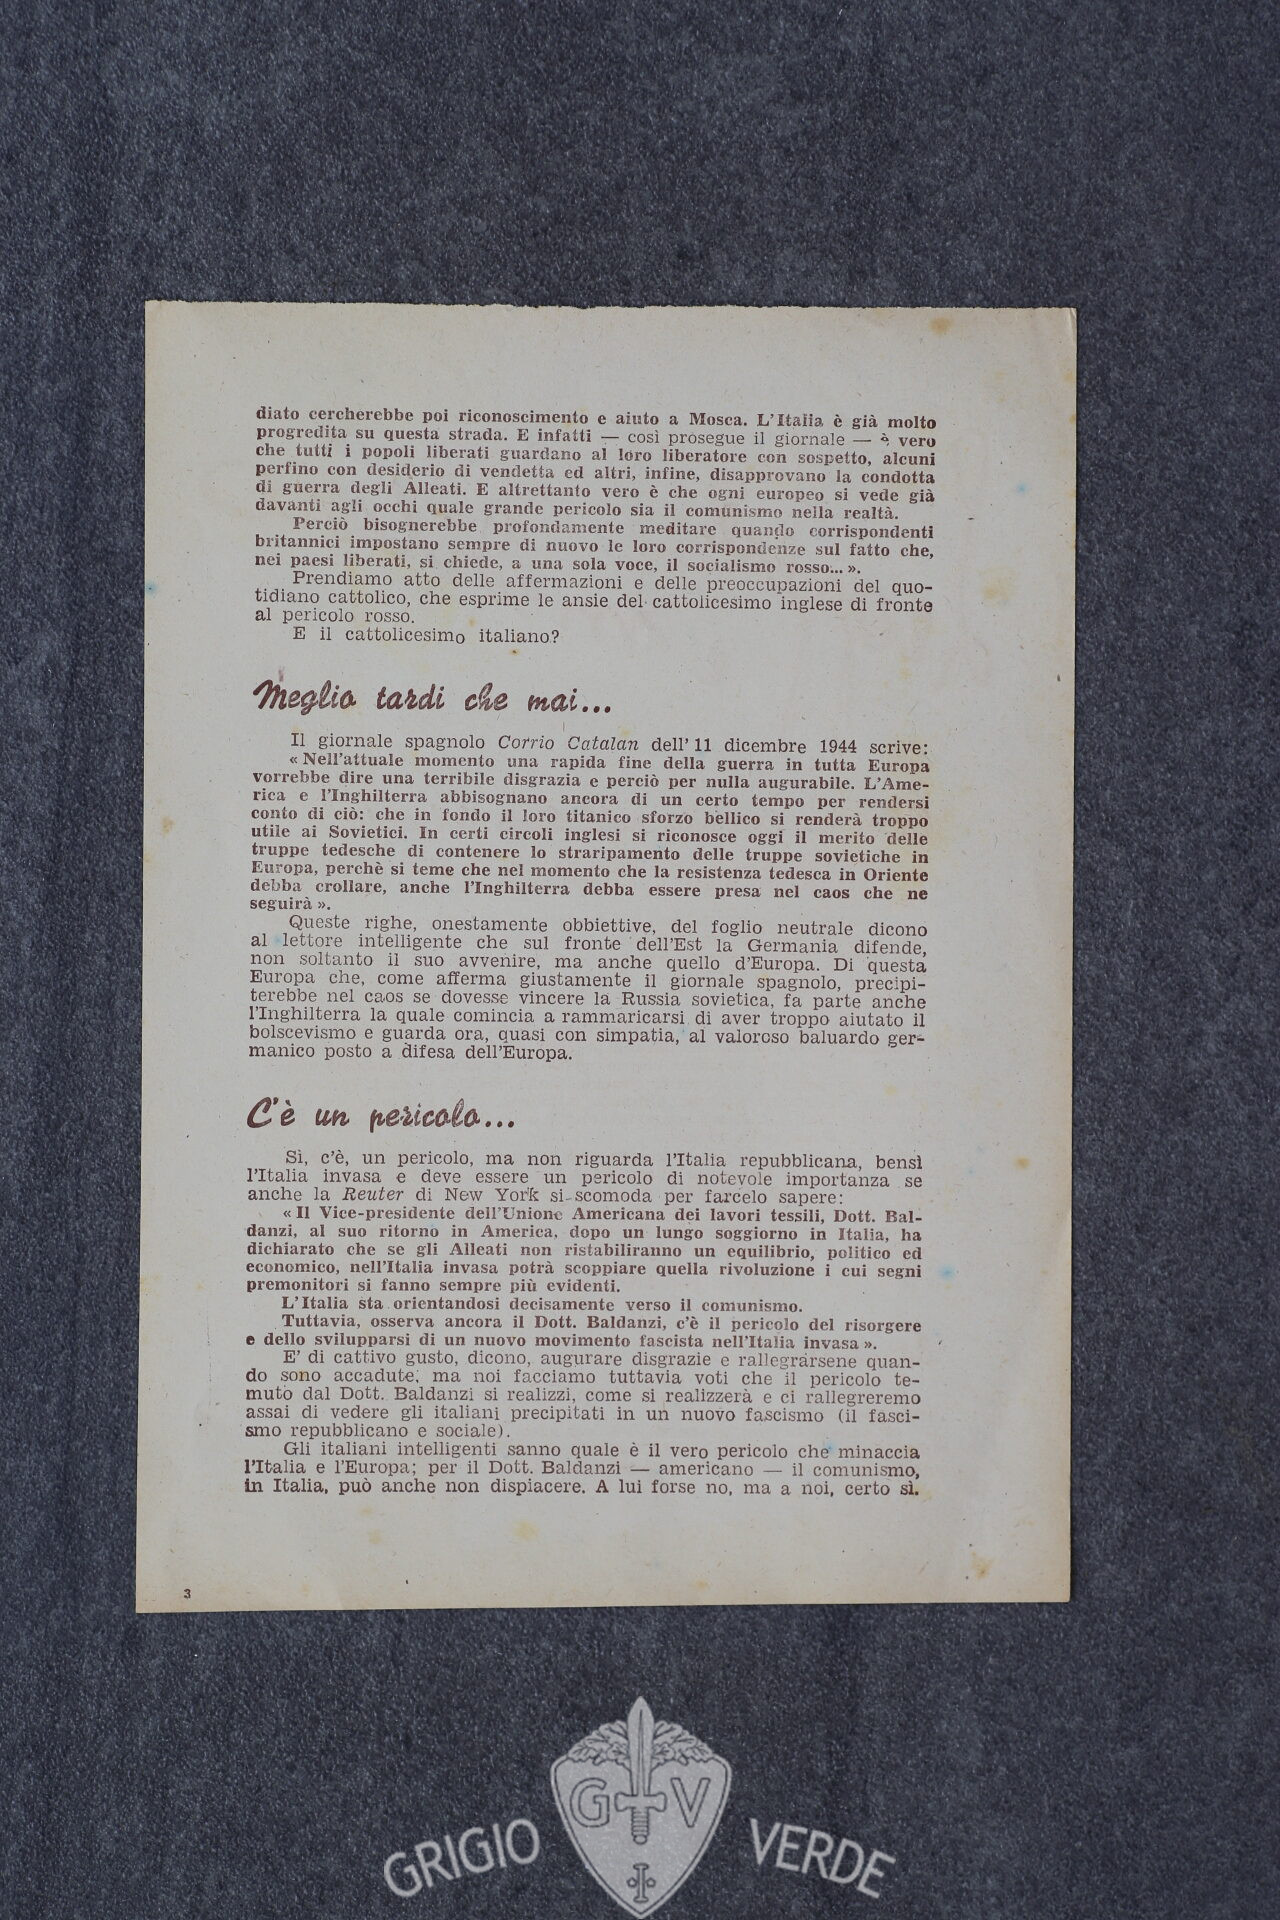 diato cercherebbe poi riconoscimento e aiuto a Mosca. L'Italia è già molto
progredita su questa strada. E infatti — così prosegue il giornale — è vero
che tutti i popoli liberati guardano al loro liberatore con sospetto, alcuni
perfino con desiderio di vendetta ed altri, infine, disapprovano la condotta
di guerra degli Alleati. E altrettanto vero è che ogni europeo si vede già
davanti agli occhi quale grande pericolo sia il comunismo nella realtà.
Perciò bisognerebbe profondamente meditare quando corrispondenti
britannici impostano sempre di nuovo le loro corrispondenze sul fatto che,
nei paesi liberati, si chiede, a una sola voce, il socialismo rosso... ».
Prendiamo atto delle affermazioni e delle preoccupazioni del quo-
tidiano cattolico, che esprime le ansie del cattolicesimo inglese di fronte
al pericolo rosso.
E il cattolicesimo italiano?
Meglio tardi che mai...
Il giornale spagnolo Corrio Catalan dell' 11 dicembre 1944 scrive:
« Nell'attuale momento una rapida fine della guerra in tutta Europa
vorrebbe dire una terribile disgrazia e perciò per nulla augurabile. L'Ame-
rica e l'Inghilterra abbisognano ancora di un certo tempo per rendersi
conto di ciò: che in fondo il loro titanico sforzo bellico si renderà troppo
utile ai Sovietici. In certi circoli inglesi si riconosce oggi il merito delle
truppe tedesche di contenere lo straripamento delle truppe sovietiche in
Europa, perchè si teme che nel momento che la resistenza tedesca in Oriente
debba crollare, anche l'Inghilterra debba essere presa nel caos che ne
seguirà ».
Queste righe, onestamente obbiettive, del foglio neutrale dicono
al lettore intelligente che sul fronte dell'Est la Germania difende,
non soltanto il suo avvenire, ma anche quello d'Europa. Di questa
Europa che, come afferma giustamente il giornale spagnolo, precipi-
terebbe nel caos se dovesse vincere la Russia sovietica, fa parte anche
l'Inghilterra la quale comincia a rammaricarsi di aver troppo aiutato il
bolscevismo e guarda ora, quasi con simpatia, al valoroso baluardo ger-
manico posto a difesa dell'Europa.
C'è un pericolo...
Sì, c'è, un pericolo, ma non riguarda l'Italia repubblicana, bensì
l'Italia invasa e deve essere un pericolo di notevole importanza se
anche la Reuter di New York si scomoda per farcelo sapere:
« Il Vice-presidente dell'Unione Americana dei lavori tessili, Dott. Bal-
danzi, al suo ritorno in America, dopo un lungo soggiorno in Italia, ha
dichiarato che se gli Alleati non ristabiliranno un equilibrio, politico ed
economico, nell'Italia invasa potrà scoppiare quella rivoluzione i cui segni
premonitori si fanno sempre più evidenti.
L'Italia sta orientandosi decisamente verso il comunismo.
Tuttavia, osserva ancora il Dott. Baldanzi, c'è il pericolo del risorgere
e dello svilupparsi di un nuovo movimento fascista nell'Italia invasa ».
E' di cattivo gusto, dicono, augurare disgrazie e rallegrarsene quan-
do sono accadute; ma noi facciamo tuttavia voti che il pericolo te-
muto dal Dott. Baldanzi si realizzi, come si realizzerà e ci rallegreremo
assai di vedere gli italiani precipitati in un nuovo fascismo (il fasci-
smo repubblicano e sociale).
Gli italiani intelligenti sanno quale è il vero pericolo che minaccia
l'Italia e l'Europa; per il Dott. Baldanzi — americano — il comunismo,
in Italia, può anche non dispiacere. A lui forse no, ma a noi, certo sì.
3
G V
GRIGIO VERDE